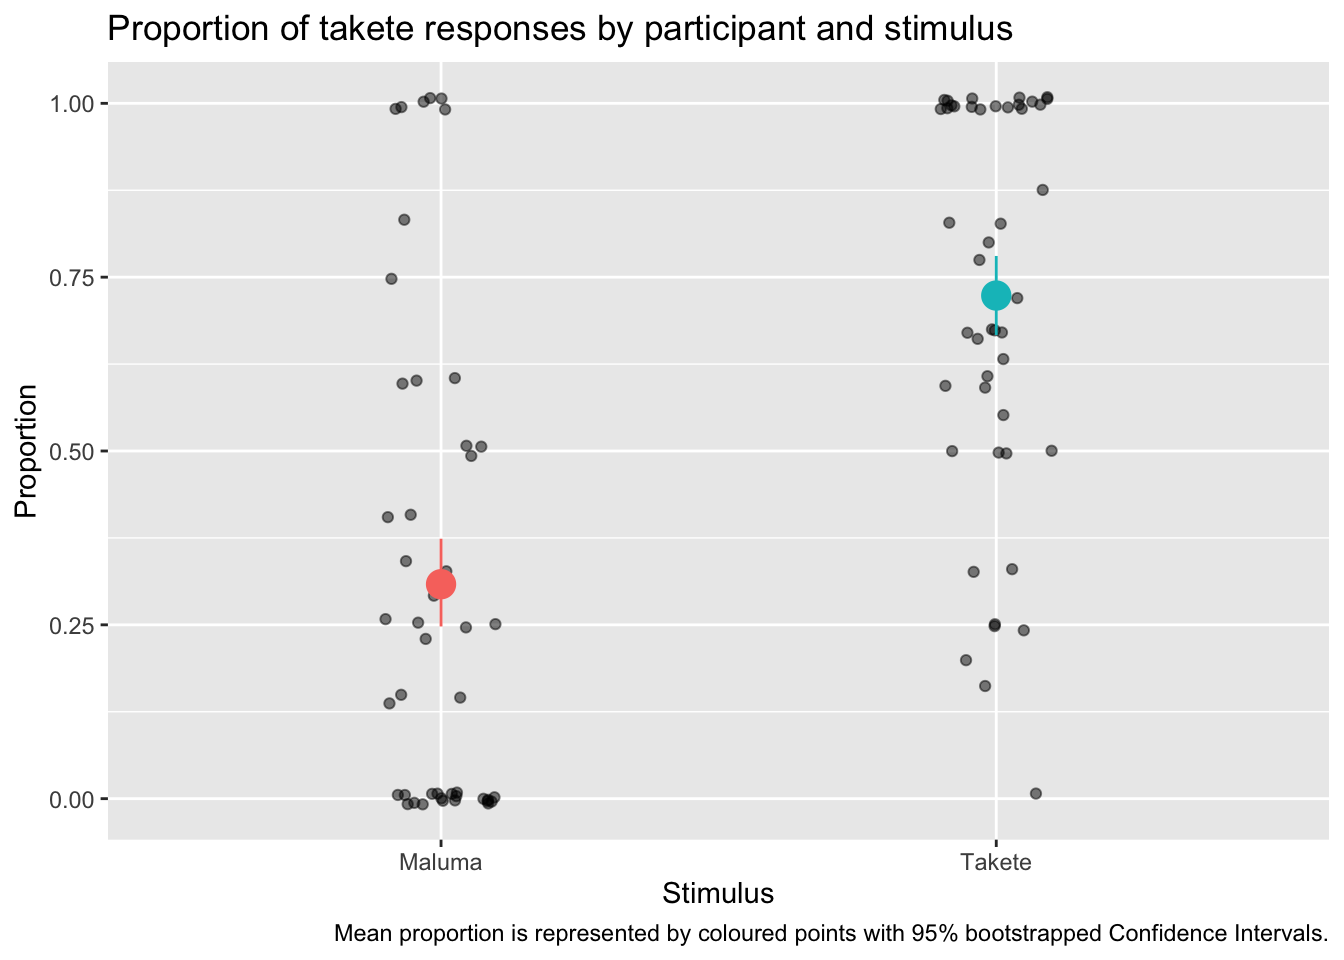 Proportion of takete responses by participant and stimulus
Proportion
1.00
0.75
0.50
0.25
0.00
Maluma Takete
Stimulus
Mean proportion is represented by coloured points with 95% bootstrapped Confidence Intervals.